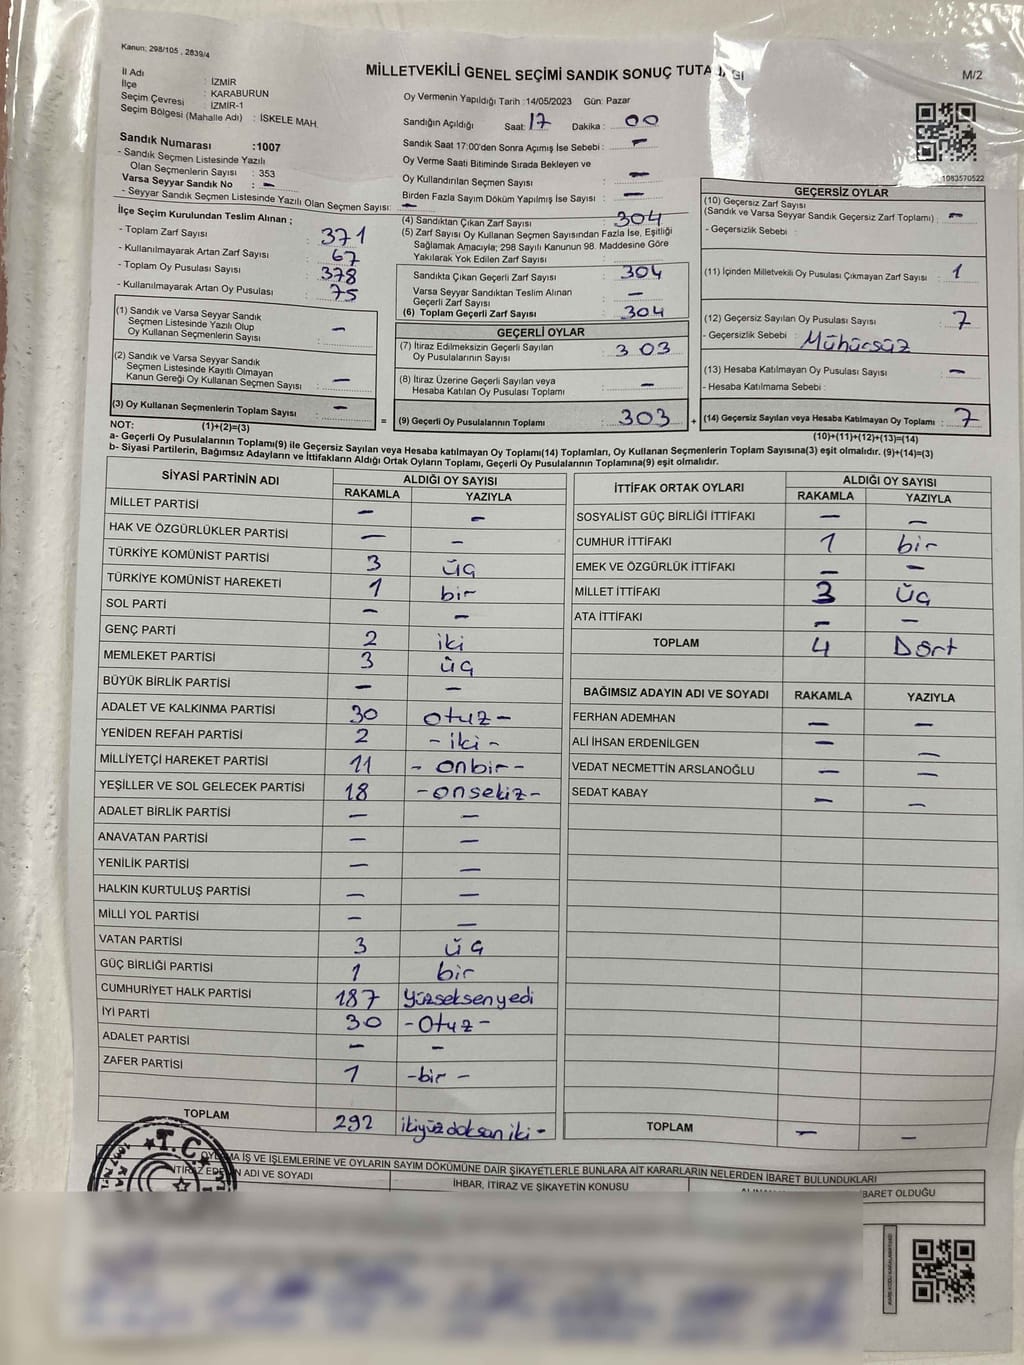 Kanun: 298/105 , 2839/4
MİLLETVEKİLİ GENEL SEÇİMİ SANDIK SONUÇ TUTANAĞI
M/2
İl Adı : İZMİR
İlçe : KARABURUN
Seçim Çevresi : İZMİR-1
Seçim Bölgesi (Mahalle Adı) : İSKELE MAH.
Oy Vermenin Yapıldığı Tarih : 14/05/2023 Gün: Pazar
Sandığın Açıldığı Saat: 17 Dakika : 00
Sandık Saat 17:00'den Sonra Açımış İse Sebebi : –
Oy Verme Saati Bitiminde Sırada Bekleyen ve
Oy Kullandırılan Seçmen Sayısı : –
Birden Fazla Sayım Döküm Yapılmış İse Sayısı : –
1083570522
Sandık Numarası :1007
- Sandık Seçmen Listesinde Yazılı
Olan Seçmenlerin Sayısı : 353
Varsa Seyyar Sandık No : –
- Seyyar Sandık Seçmen Listesinde Yazılı Olan Seçmen Sayısı: –
İlçe Seçim Kurulundan Teslim Alınan ;
- Toplam Zarf Sayısı : 371
- Kullanılmayarak Artan Zarf Sayısı : 67
- Toplam Oy Pusulası Sayısı : 378
- Kullanılmayarak Artan Oy Pusulası : 75
(1) Sandık ve Varsa Seyyar Sandık
Seçmen Listesinde Yazılı Olup
Oy Kullanan Seçmenlerin Sayısı : –
(2) Sandık ve Varsa Seyyar Sandık
Seçmen Listesinde Kayıtlı Olmayan
Kanun Gereği Oy Kullanan Seçmen Sayısı : –
(3) Oy Kullanan Seçmenlerin Toplam Sayısı : –
(4) Sandıktan Çıkan Zarf Sayısı : 304
(5) Zarf Sayısı Oy Kullanan Seçmen Sayısından Fazla İse, Eşitliği
Sağlamak Amacıyla; 298 Sayılı Kanunun 98. Maddesine Göre
Yakılarak Yok Edilen Zarf Sayısı :
Sandıkta Çıkan Geçerli Zarf Sayısı : 304
Varsa Seyyar Sandıktan Teslim Alınan
Geçerli Zarf Sayısı : –
(6) Toplam Geçerli Zarf Sayısı : 304
GEÇERLİ OYLAR
(7) İtiraz Edilmeksizin Geçerli Sayılan
Oy Pusulalarının Sayısı : 303
(8) İtiraz Üzerine Geçerli Sayılan veya
Hesaba Katılan Oy Pusulası Toplamı : –
= (9) Geçerli Oy Pusulalarının Toplamı : 303 +
GEÇERSİZ OYLAR
(10) Geçersiz Zarf Sayısı
(Sandık ve Varsa Seyyar Sandık Geçersiz Zarf Toplamı) : –
- Geçersizlik Sebebi :
(11) İçinden Milletvekili Oy Pusulası Çıkmayan Zarf Sayısı : 1
(12) Geçersiz Sayılan Oy Pusulası Sayısı : 7
- Geçersizlik Sebebi : Mühürsüz
(13) Hesaba Katılmayan Oy Pusulası Sayısı : –
- Hesaba Katılmama Sebebi :
(14) Geçersiz Sayılan veya Hesaba Katılmayan Oy Toplamı : 7
NOT: (1)+(2)=(3)
(10)+(11)+(12)+(13)=(14)
a- Geçerli Oy Pusulalarının Toplamı(9) ile Geçersiz Sayılan veya Hesaba katılmayan Oy Toplamı(14) Toplamları, Oy Kullanan Seçmenlerin Toplam Sayısına(3) eşit olmalıdır. (9)+(14)=(3)
b- Siyasi Partilerin, Bağımsız Adayların ve İttifakların Aldığı Ortak Oyların Toplamı, Geçerli Oy Pusulalarının Toplamına(9) eşit olmalıdır.
SİYASİ PARTİNİN ADI ALDIĞI OY SAYISI
RAKAMLA YAZIYLA
MİLLET PARTİSİ – –
HAK VE ÖZGÜRLÜKLER PARTİSİ – –
TÜRKİYE KOMÜNİST PARTİSİ 3 üç
TÜRKİYE KOMÜNİST HAREKETİ 1 bir
SOL PARTİ – –
GENÇ PARTİ 2 iki
MEMLEKET PARTİSİ 3 üç
BÜYÜK BİRLİK PARTİSİ – –
ADALET VE KALKINMA PARTİSİ 30 otuz –
YENİDEN REFAH PARTİSİ 2 – iki –
MİLLİYETÇİ HAREKET PARTİSİ 11 – onbir –
YEŞİLLER VE SOL GELECEK PARTİSİ 18 – onsekiz –
ADALET BİRLİK PARTİSİ – –
ANAVATAN PARTİSİ – –
YENİLİK PARTİSİ – –
HALKIN KURTULUŞ PARTİSİ – –
MİLLİ YOL PARTİSİ – –
VATAN PARTİSİ 3 üç
GÜÇ BİRLİĞİ PARTİSİ 1 bir
CUMHURİYET HALK PARTİSİ 187 Yüzseksenyedi
İYİ PARTİ 30 – Otuz –
ADALET PARTİSİ – –
ZAFER PARTİSİ 1 – bir –
TOPLAM 292 ikiyüzdoksaniki –
İTTİFAK ORTAK OYLARI ALDIĞI OY SAYISI
RAKAMLA YAZIYLA
SOSYALİST GÜÇ BİRLİĞİ İTTİFAKI – –
CUMHUR İTTİFAKI 1 bir
EMEK VE ÖZGÜRLÜK İTTİFAKI – –
MİLLET İTTİFAKI 3 üç
ATA İTTİFAKI – –
TOPLAM 4 Dört
BAĞIMSIZ ADAYIN ADI VE SOYADI RAKAMLA YAZIYLA
FERHAN ADEMHAN – –
ALİ İHSAN ERDENİLGEN – –
VEDAT NECMETTİN ARSLANOĞLU – –
SEDAT KABAY – –
TOPLAM – –
T.C.
İŞ VE İŞLEMLERİNE VE OYLARIN SAYIM DÖKÜMÜNE DAİR ŞİKAYETLERLE BUNLARA AİT KARARLARIN NELERDEN İBARET BULUNDUKLARI
ADI VE SOYADI
İHBAR, İTİRAZ VE ŞİKAYETİN KONUSU
İBARET OLDUĞU